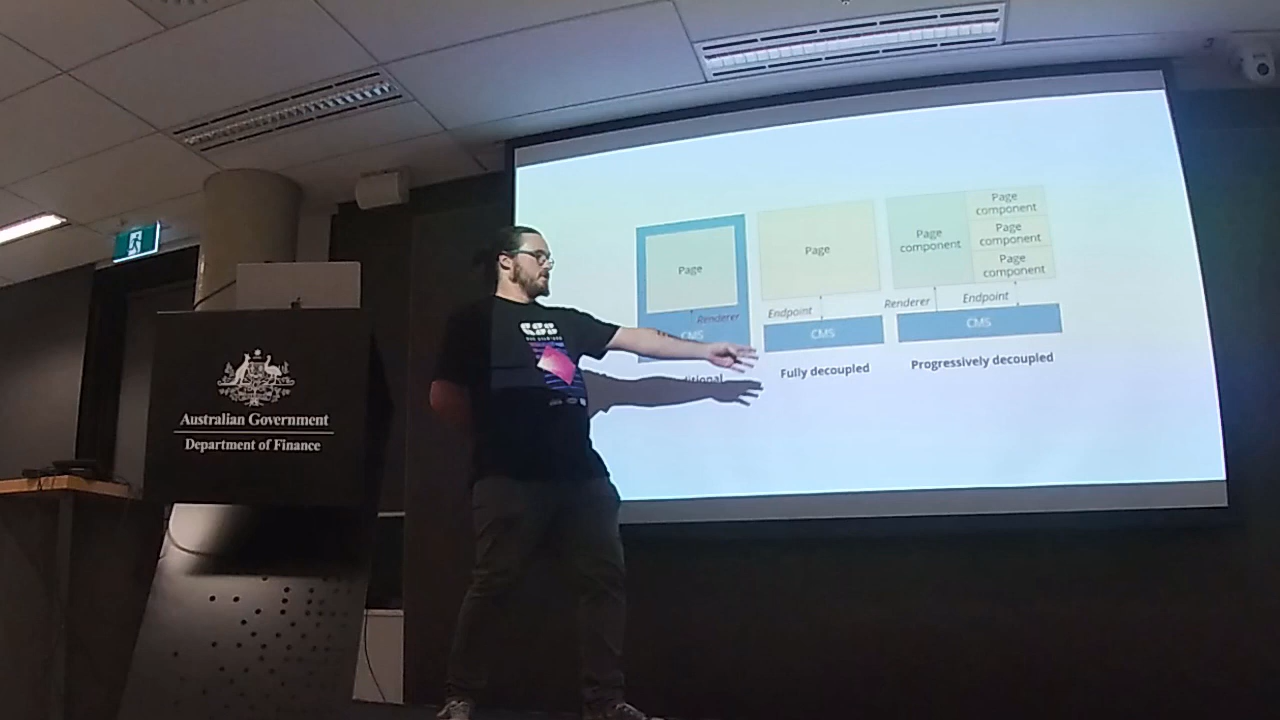 Australian Government
Department of Finance
Page
Renderer
CMS
Page
Endpoint
CMS
Fully decoupled
Page
component
Page
component
Page
component
Page
component
Renderer
Endpoint
CMS
Progressively decoupled